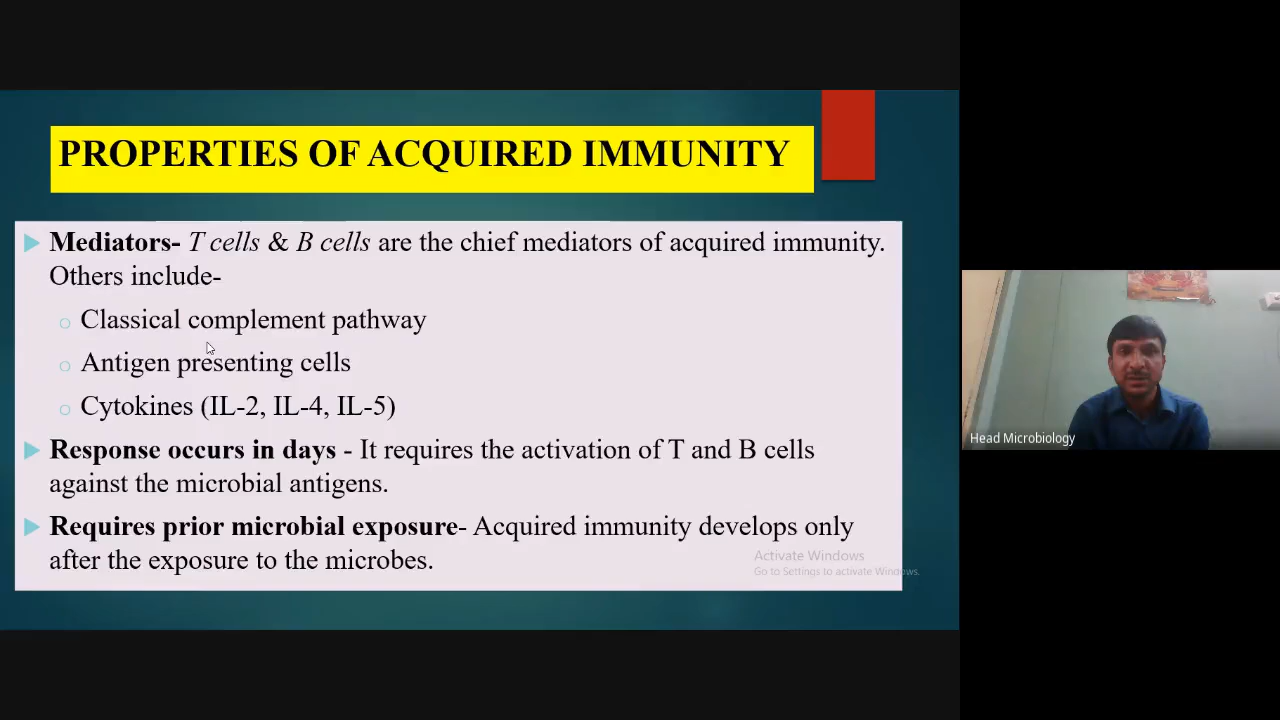 PROPERTIES OF ACQUIRED IMMUNITY
Mediators- T cells & B cells are the chief mediators of acquired immunity.
Others include-
Classical complement pathway
Antigen presenting cells
Cytokines (IL-2, IL-4, IL-5)
Response occurs in days - It requires the activation of T and B cells
against the microbial antigens.
Requires prior microbial exposure- Acquired immunity develops only
after the exposure to the microbes.
Activate Windows
Go to Settings to activate Windows.
Head Microbiology